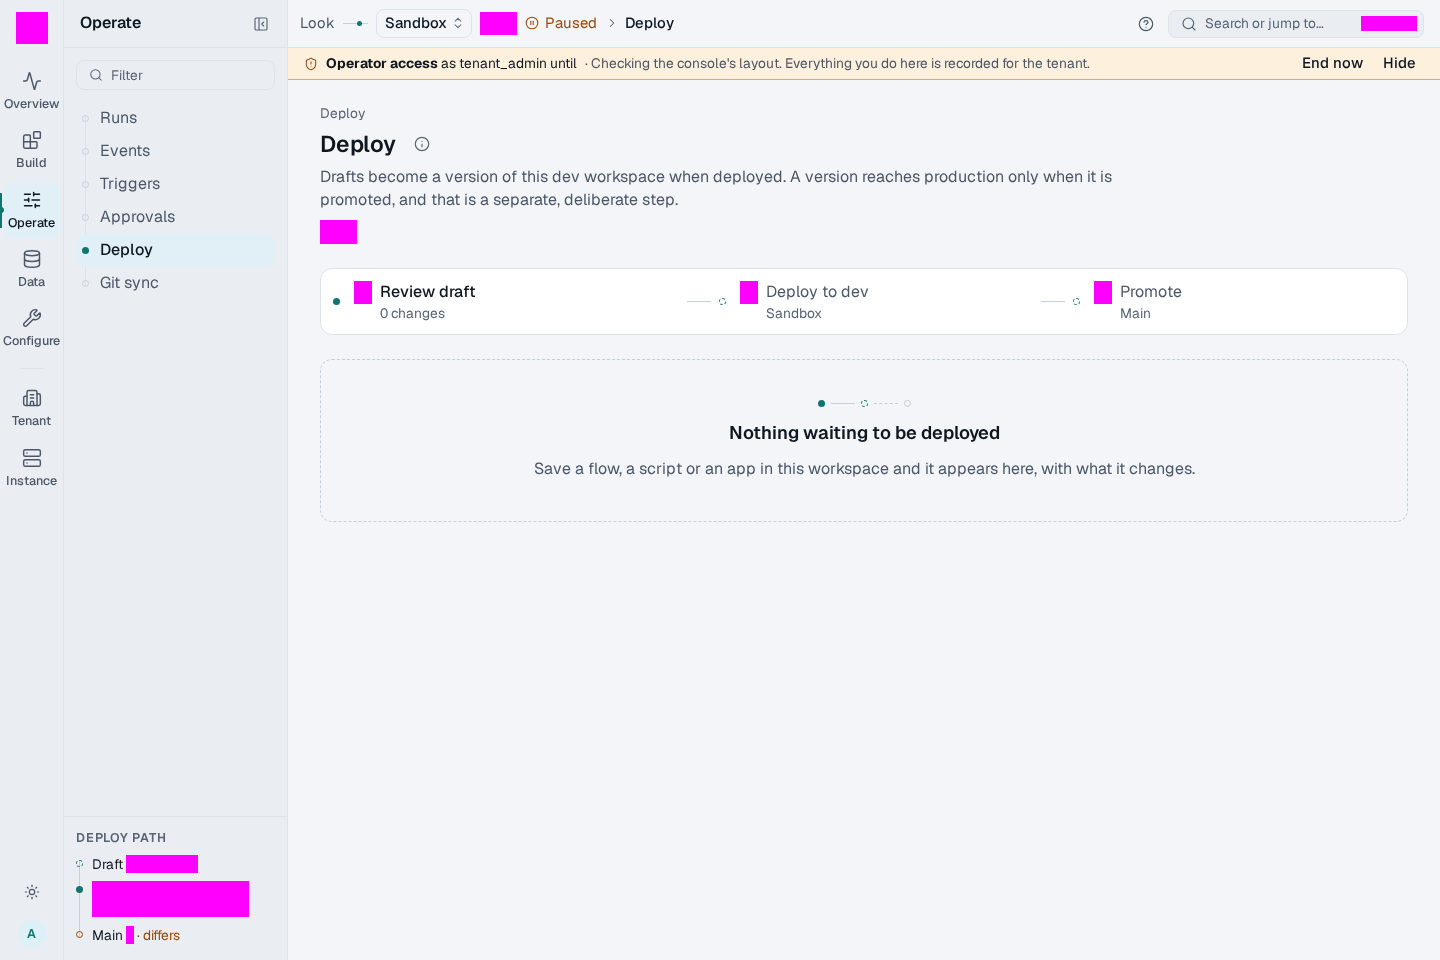 Operate
Look
Sandbox
Paused
Deploy
Search or jump to...
Operator access as tenant_admin until · Checking the console's layout. Everything you do here is recorded for the tenant.
End now
Hide
Overview
Build
Operate
Data
Configure
Tenant
Instance
A
Filter
Runs
Events
Triggers
Approvals
Deploy
Git sync
DEPLOY PATH
Draft
Main · differs
Deploy
Deploy
Drafts become a version of this dev workspace when deployed. A version reaches production only when it is
promoted, and that is a separate, deliberate step.
Review draft
0 changes
Deploy to dev
Sandbox
Promote
Main
Nothing waiting to be deployed
Save a flow, a script or an app in this workspace and it appears here, with what it changes.